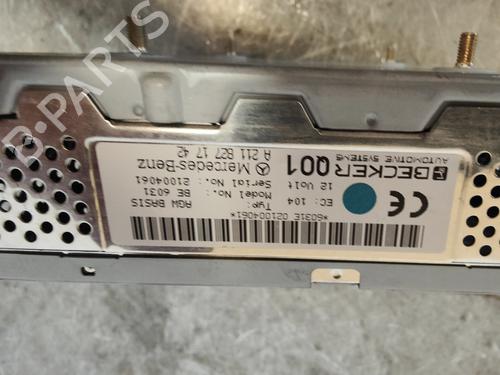 B-PARTS
BECKER
AUTOMOTIVE SYSTEMS
Q01
12 Volt
EC: 104
Mercedes-Benz
A 211 827 17 42
Typ: AGW BASIS
Model No.: BE 6031
Serial No.: 21004061
*6031E 021004061*
CE